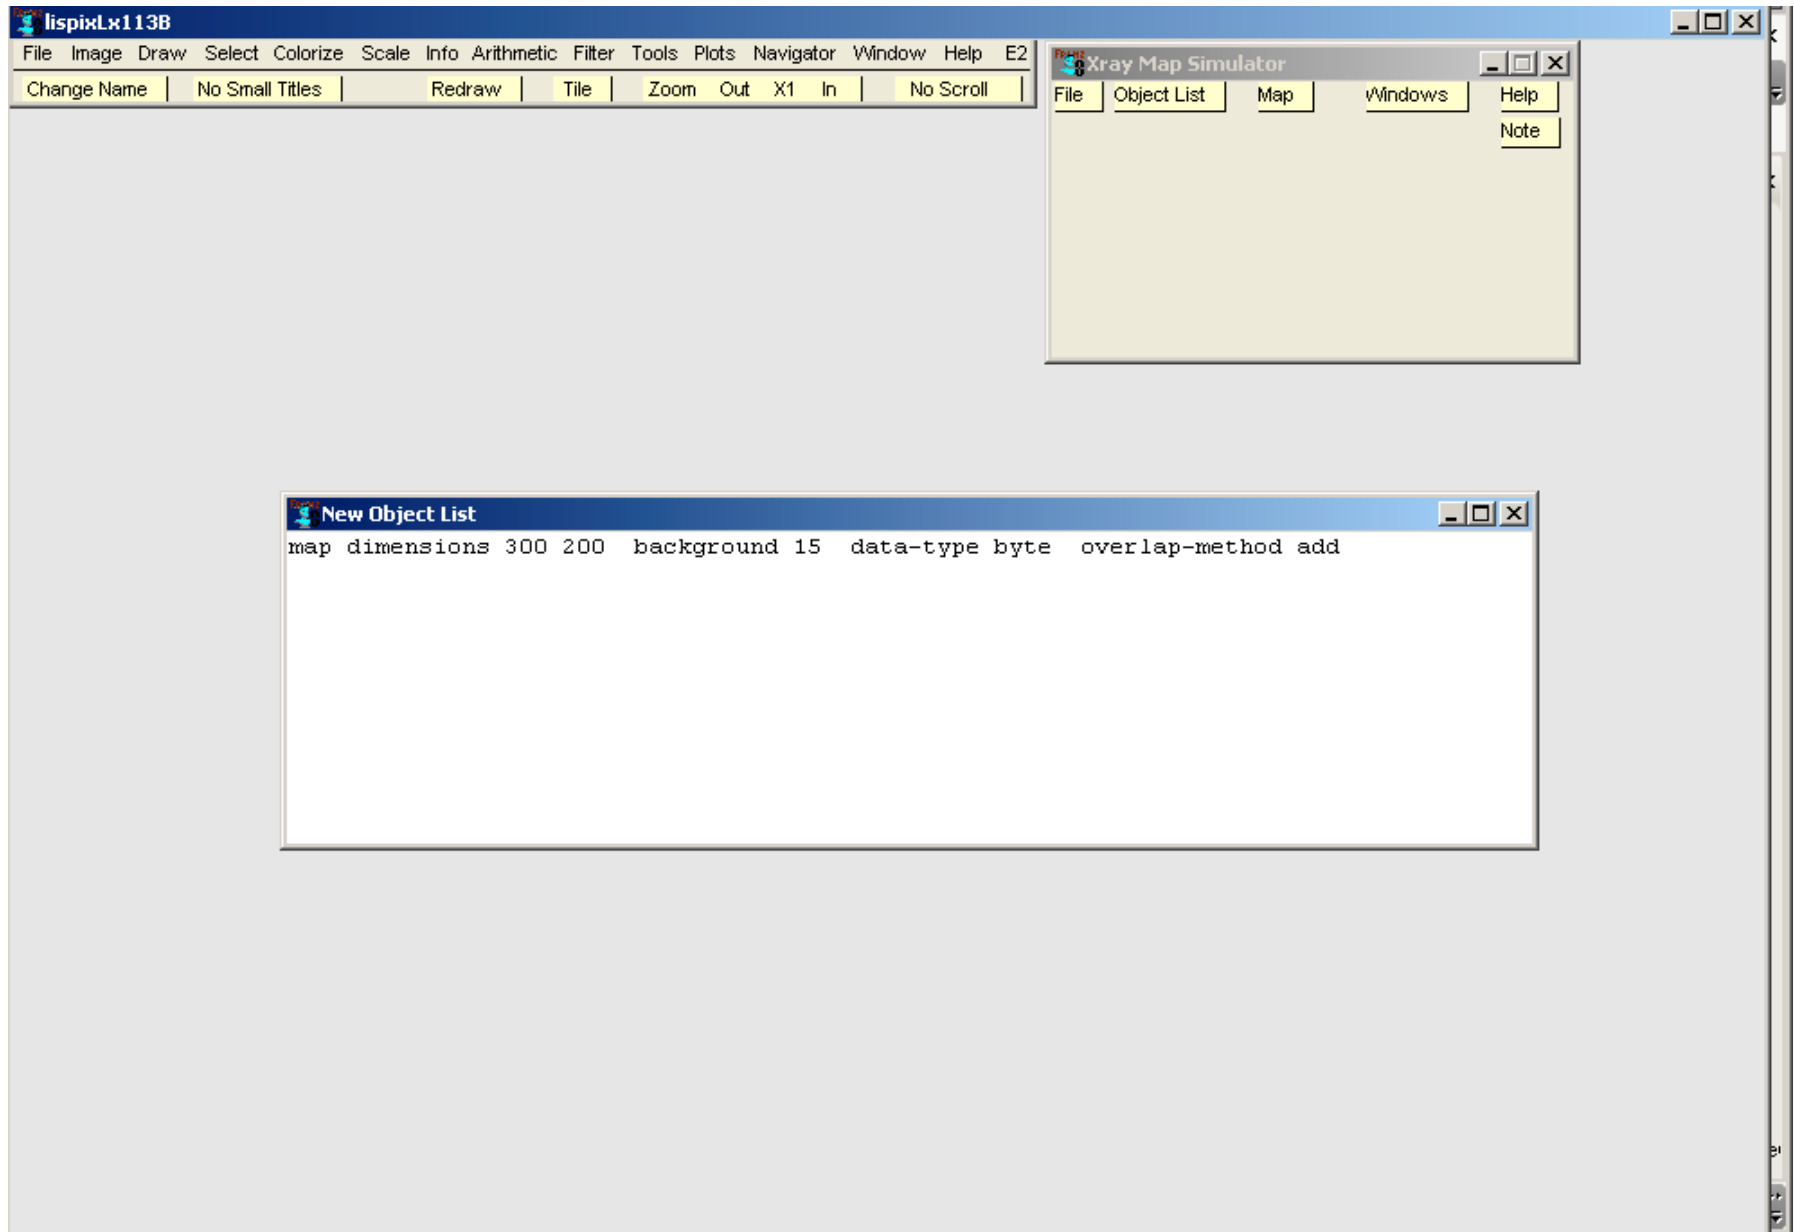 lispixLx113B
File Image Draw Select Colorize Scale Info Arithmetic Filter Tools Plots Navigator Window Help E2
Change Name No Small Titles Redraw Tile Zoom Out X1 In No Scroll
Xray Map Simulator
File Object List Map Windows Help
Note
New Object List
map dimensions 300 200 background 15 data-type byte overlap-method add